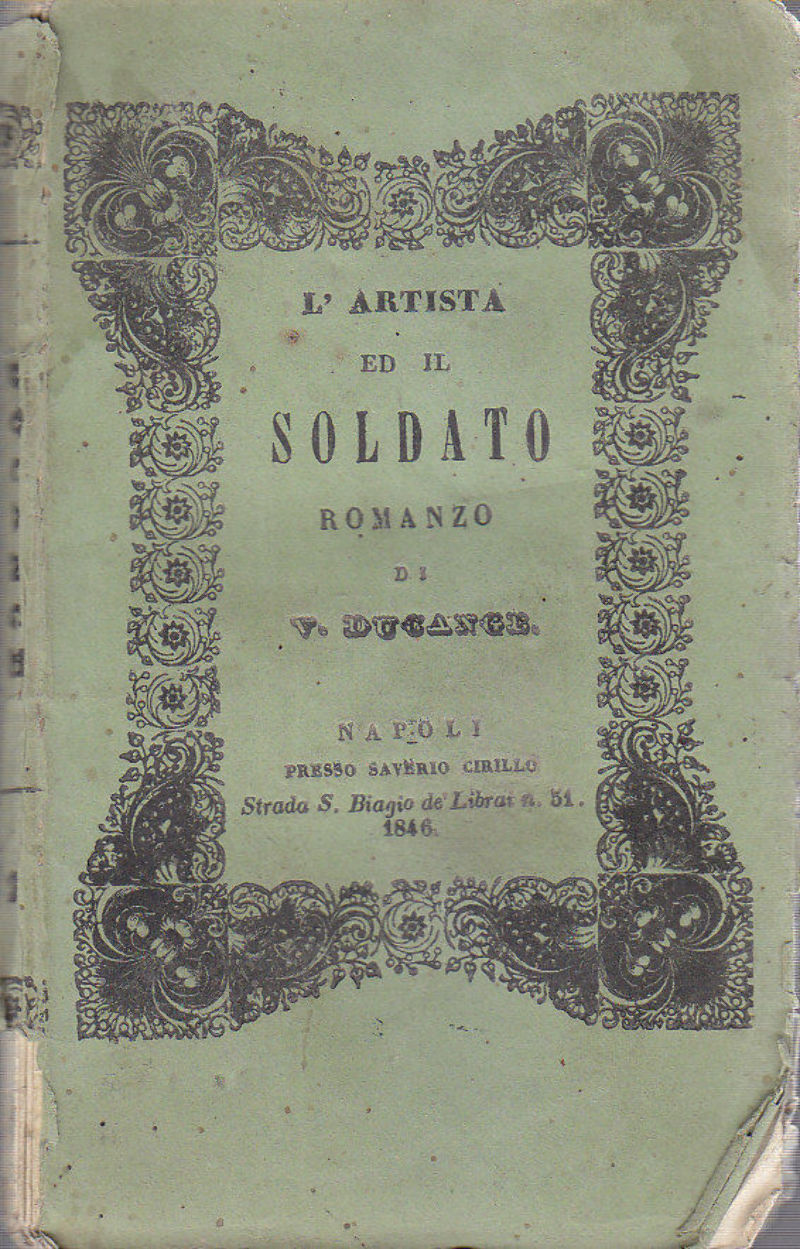 L' ARTISTA
ED IL
SOLDATO
ROMANZO
DI
V. DUCANGE.
NAPOLI
PRESSO SAVERIO CIRILLO
Strada S. Biagio de' Librai n. 51.
1846.